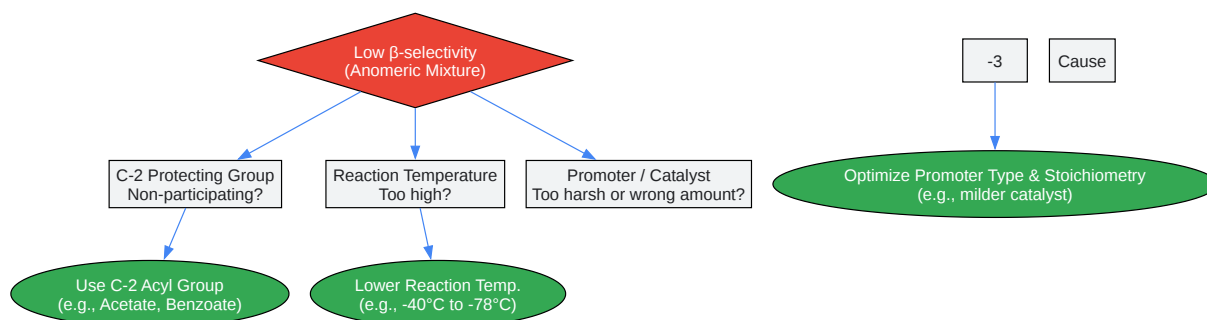 Low β-selectivity
(Anomeric Mixture)
-3
Cause
C-2 Protecting Group
Non-participating?
Reaction Temperature
Too high?
Promoter / Catalyst
Too harsh or wrong amount?
Optimize Promoter Type & Stoichiometry
(e.g., milder catalyst)
Use C-2 Acyl Group
(e.g., Acetate, Benzoate)
Lower Reaction Temp.
(e.g., -40°C to -78°C)